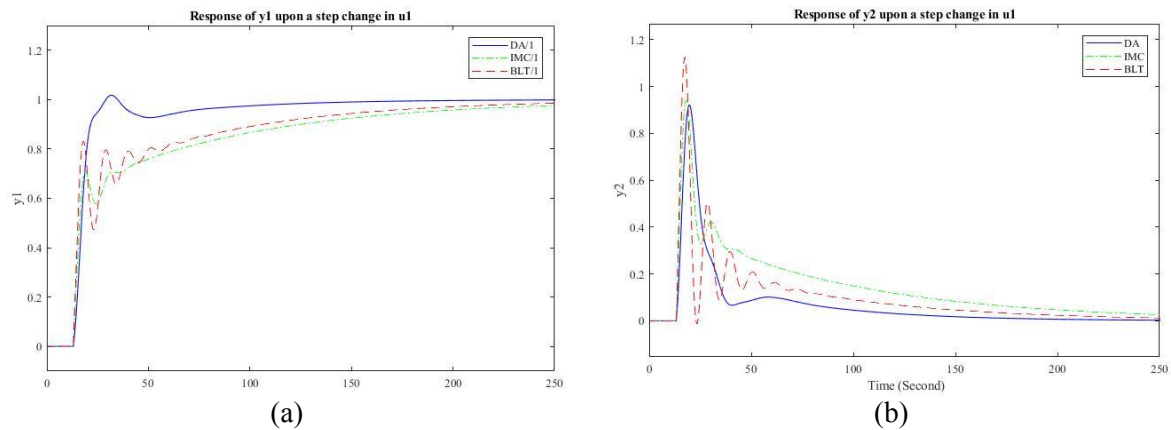 Response of y1 upon a step change in u1
1.2
1
0.8
0.6
0.4
0.2
0
y1
0 50 100 150 200 250
DA/1
IMC/1
BLT/1
(a)
Response of y2 upon a step change in u1
1.2
1
0.8
0.6
0.4
0.2
0
y2
0 50 100 150 200 250
Time (Second)
DA
IMC
BLT
(b)